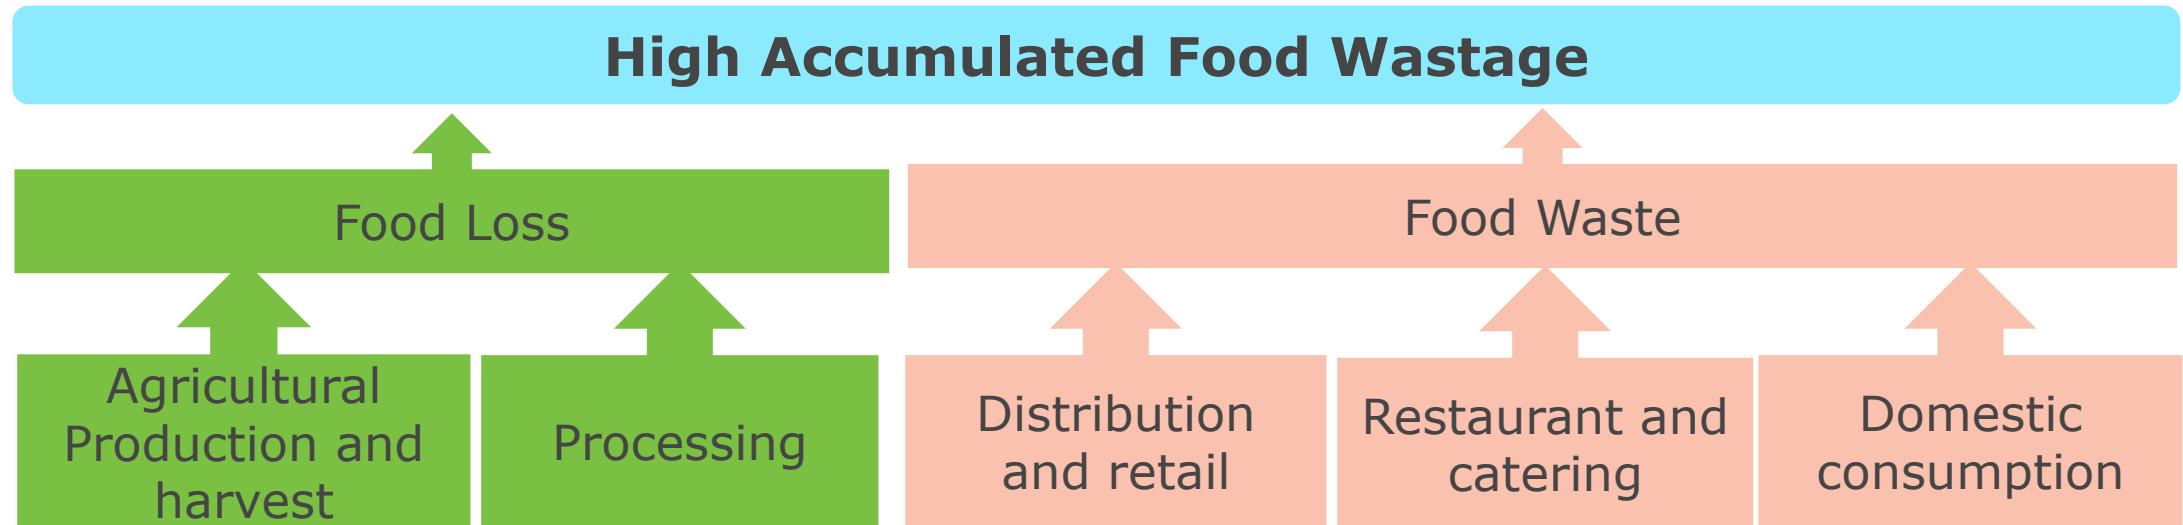 High Accumulated Food Wastage
Food Loss
Food Waste
Agricultural
Production and
harvest
Processing
Distribution
and retail
Restaurant and
catering
Domestic
consumption